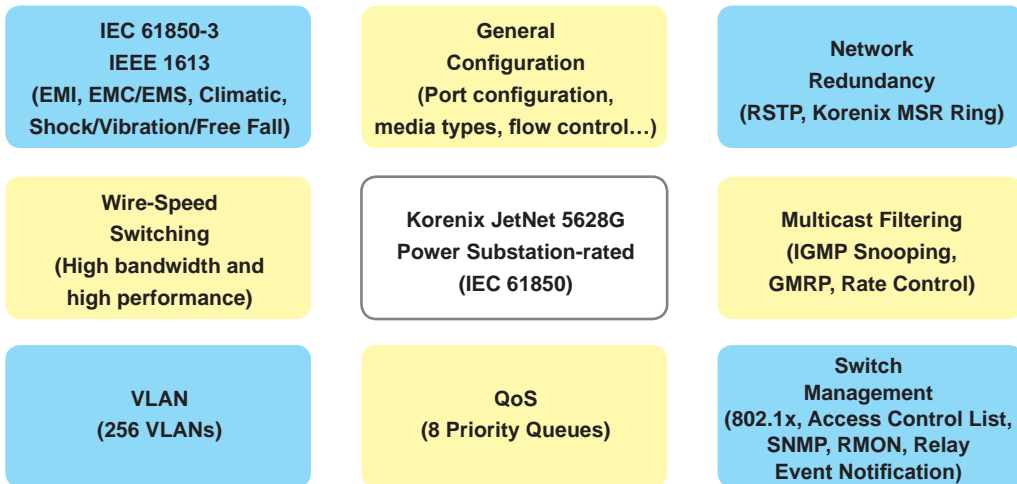 IEC 61850-3
IEEE 1613
(EMI, EMC/EMS, Climatic,
Shock/Vibration/Free Fall)
General
Configuration
(Port configuration,
media types, flow control…)
Network
Redundancy
(RSTP, Korenix MSR Ring)
Wire-Speed
Switching
(High bandwidth and
high performance)
Korenix JetNet 5628G
Power Substation-rated
(IEC 61850)
Multicast Filtering
(IGMP Snooping,
GMRP, Rate Control)
VLAN
(256 VLANs)
QoS
(8 Priority Queues)
Switch
Management
(802.1x, Access Control List,
SNMP, RMON, Relay
Event Notification)